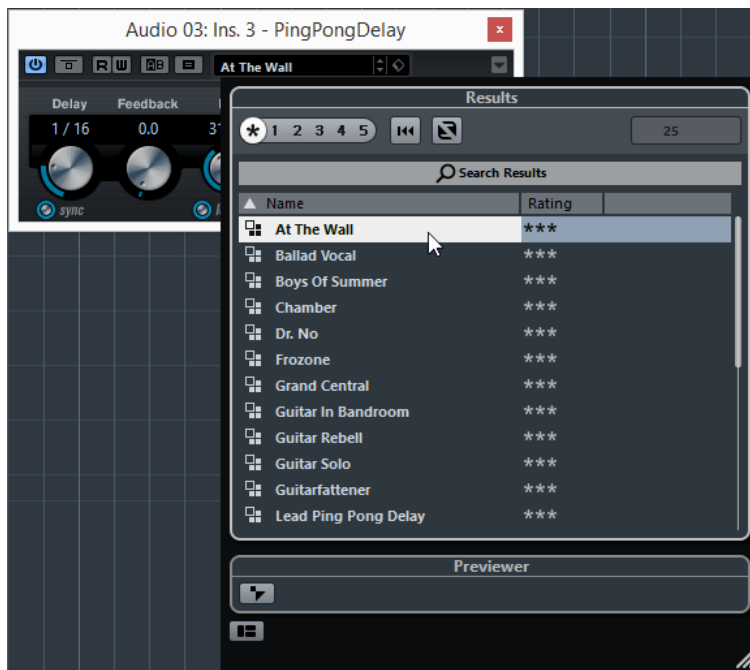 Audio 03: Ins. 3 - PingPongDelay
x
R W AB At The Wall
Results
Delay Feedback
1 / 16 0.0 31
* 1 2 3 4 5 25
sync
Search Results
Name Rating
At The Wall ***
Ballad Vocal ***
Boys Of Summer ***
Chamber ***
Dr. No ***
Frozone ***
Grand Central ***
Guitar In Bandroom ***
Guitar Rebell ***
Guitar Solo ***
Guitarfattener ***
Lead Ping Pong Delay ***
Previewer